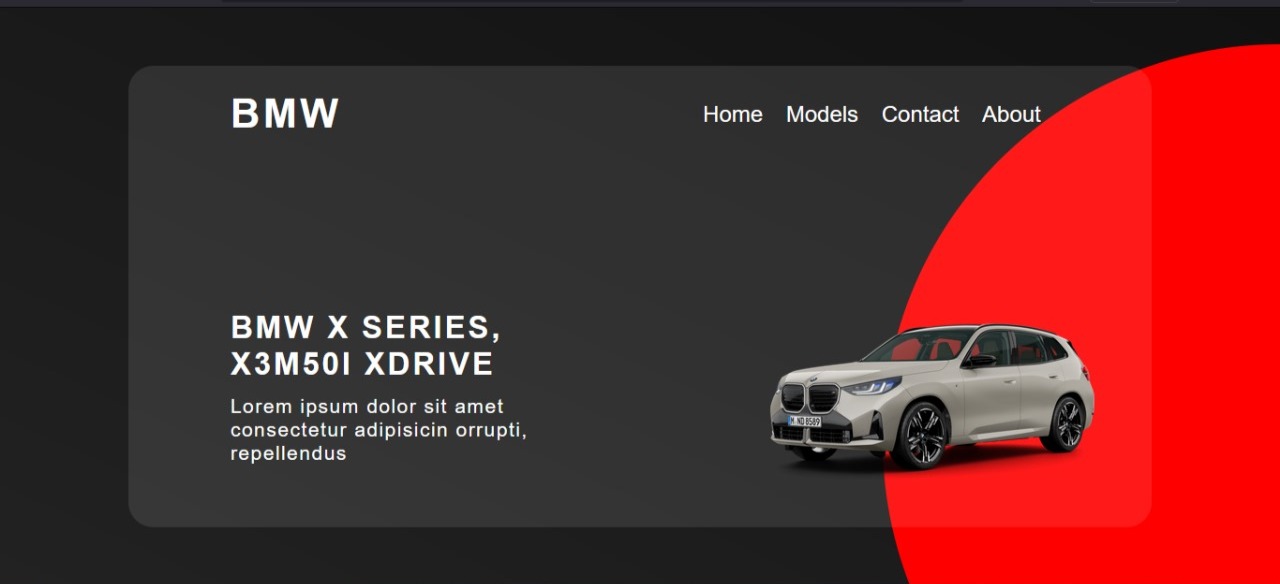 BMW
Home Models Contact About
BMW X SERIES,
X3M50I XDRIVE
Lorem ipsum dolor sit amet
consectetur adipisicin orrupti,
repellendus
M ND 8589